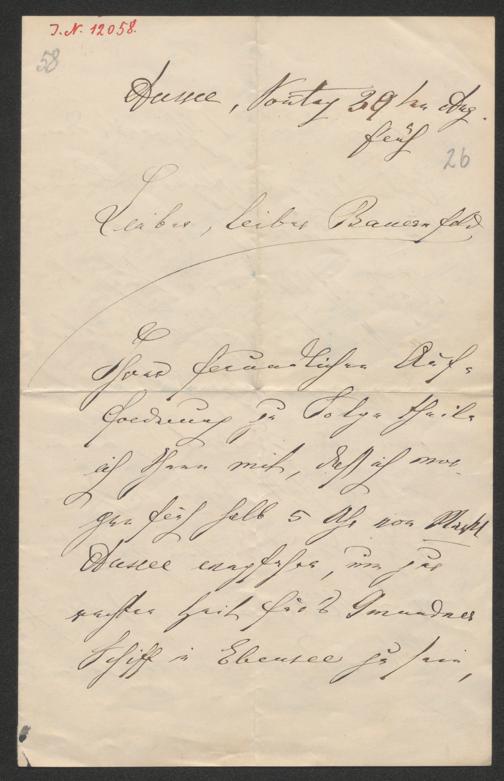 I. N. 12058.
58
Aussee, Sontag 29ten Aug.
früh
26
Lieber, lieber Bauernfeld,
Ihrer freundlichen Auf-
forderung zu Folge theile
ich Ihnen mit, daß ich mor-
gen früh halb 5 Uhr von Markt
Aussee wegfahre, um zur
rechten Zeit für's Gmundner
Schiff in Ebensee zu sein,